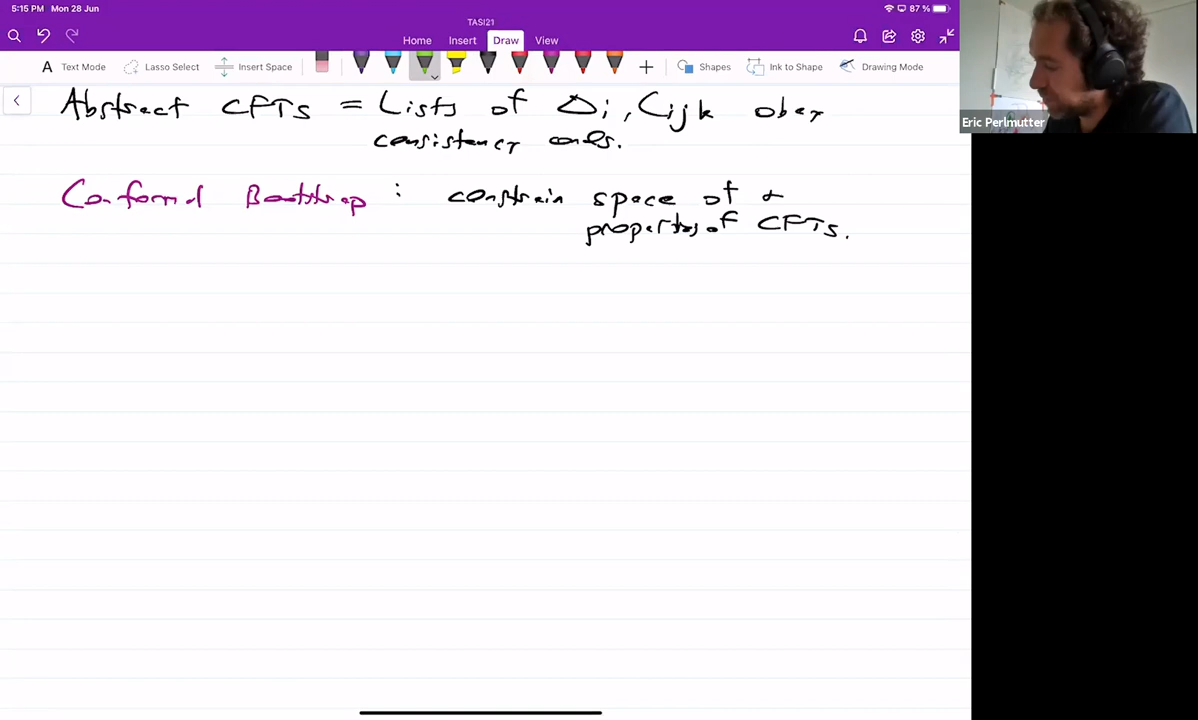 5:15 PM Mon 28 Jun
87 %
TASI21
Home Insert Draw View
A Text Mode Lasso Select Insert Space Shapes Ink to Shape Drawing Mode
Abstract CFTs = Lists of Δi, Cijk obey
consistency conds.
Conformal Bootstrap : constrain space of &
properties of CFTs.
Eric Perlmutter